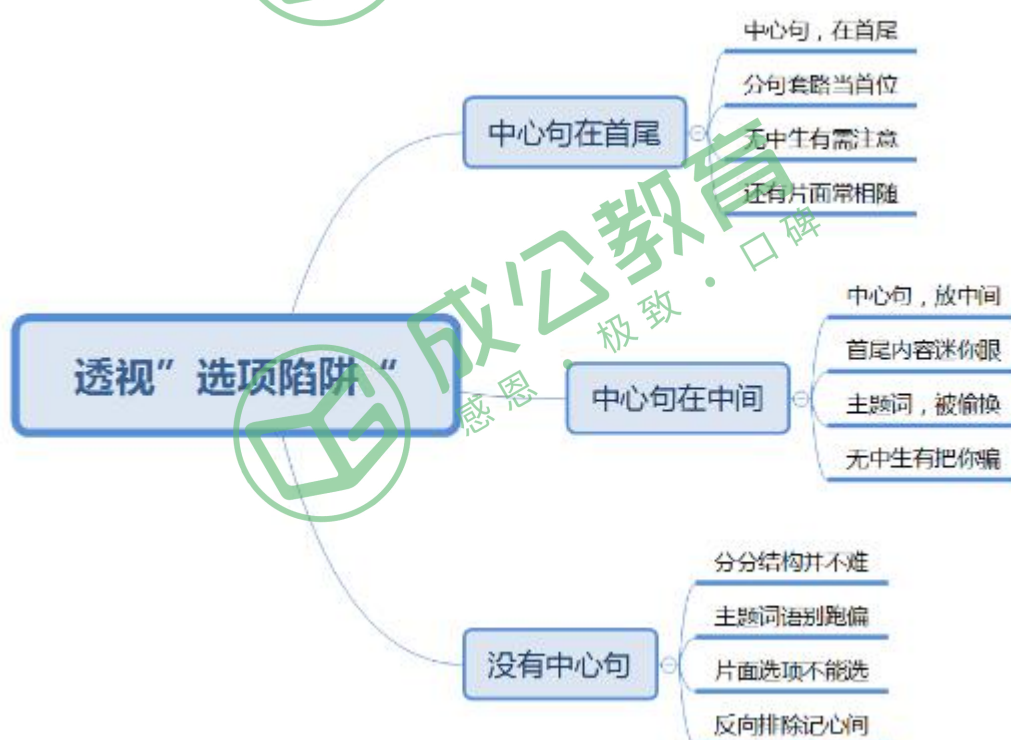 透视”选项陷阱“
中心句在首尾
中心句，在首尾
分句套路当首位
无中生有需注意
还有片面常相随
中心句在中间
中心句，放中间
首尾内容迷你眼
主题词，被偷换
无中生有把你骗
没有中心句
分分结构并不难
主题词语别跑偏
片面选项不能选
反向排除记心间
成公教育
感恩·极致·口碑